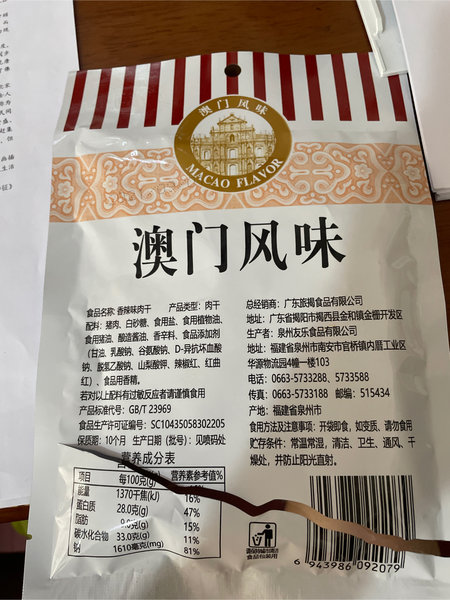 澳门风味
MACAO FLAVOR
澳门风味
食品名称: 香辣味肉干 产品类型: 肉干
配料: 猪肉、白砂糖、食用盐、食用植物油、
食用猪油、酿造酱油、香辛料、食品添加剂
(甘油、乳酸钠、谷氨酸钠、D-异抗坏血酸
钠、脱氢乙酸钠、山梨酸钾、辣椒红、红曲
红)、食品用香精。
若对以上配料有过敏反应者请谨慎食用
产品标准代号: GB/T 23969
食品生产许可证编号: SC10435058302205
保质期: 10个月 生产日期 (批号): 见喷码处
营养成分表
项目 每100克(g) 营养素参考值%
能量 1370千焦(kJ) 16%
蛋白质 28.0克(g) 47%
脂肪 15%
碳水化合物 33.0克(g) 11%
钠 1610毫克(mg) 81%
总经销商: 广东旅揭食品有限公司
地址: 广东省揭阳市揭西县金和镇金栅开发区
生产者: 泉州友乐食品有限公司
地址: 福建省泉州市南安市官桥镇内厝工业区
华源物流园4幢一楼103
电话: 0663-5733288、5733588
传真: 0663-5733188 邮编: 515434
产地: 福建省泉州市
食用方法及注意事项: 开袋即食, 如变质、请勿食用
贮存条件: 常温常湿, 清洁、卫生、通风、干
燥处, 并防止阳光直射。
6 943986 092079